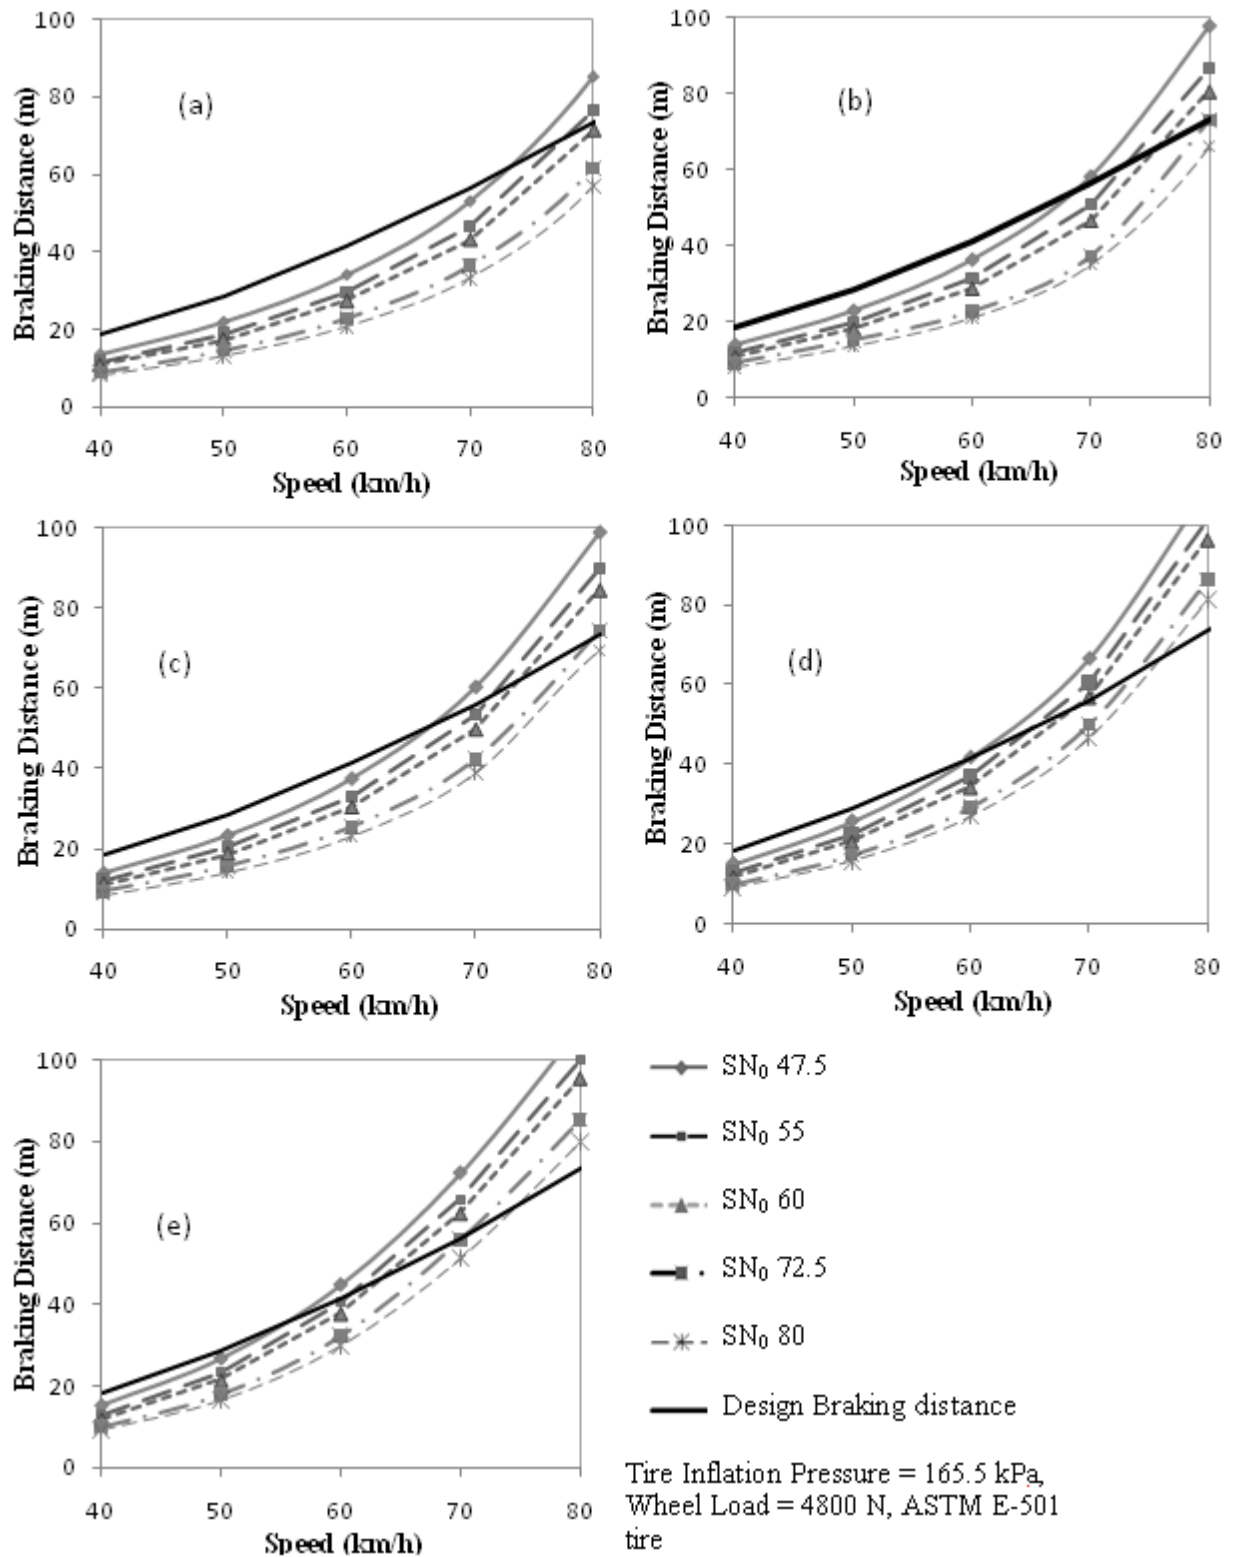 100
80
60
40
20
0
Braking Distance (m)
(a)
40 50 60 70 80
Speed (km/h)
100
80
60
40
20
0
Braking Distance (m)
(b)
40 50 60 70 80
Speed (km/h)
100
80
60
40
20
0
Braking Distance (m)
(c)
40 50 60 70 80
Speed (km/h)
100
80
60
40
20
0
Braking Distance (m)
(d)
40 50 60 70 80
Speed (km/h)
100
80
60
40
20
0
Braking Distance (m)
(e)
40 50 60 70 80
Speed (km/h)
SN₀ 47.5
SN₀ 55
SN₀ 60
SN₀ 72.5
SN₀ 80
Design Braking distance
Tire Inflation Pressure = 165.5 kPa,
Wheel Load = 4800 N, ASTM E-501
tire